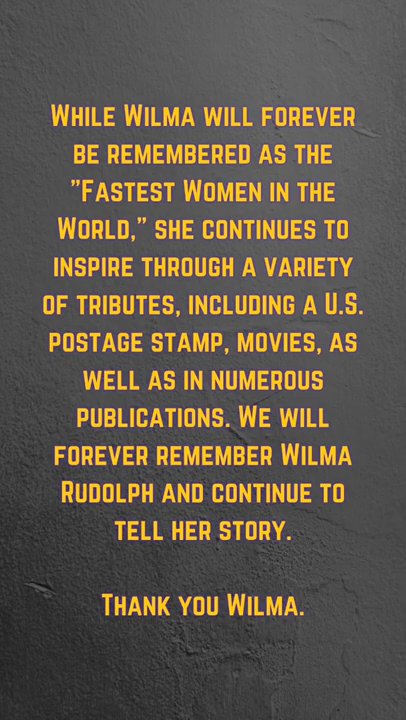 While Wilma will forever
be remembered as the
"Fastest Women in the
World," she continues to
inspire through a variety
of tributes, including a U.S.
postage stamp, movies, as
well as in numerous
publications. We will
forever remember Wilma
Rudolph and continue to
tell her story.
Thank you Wilma.